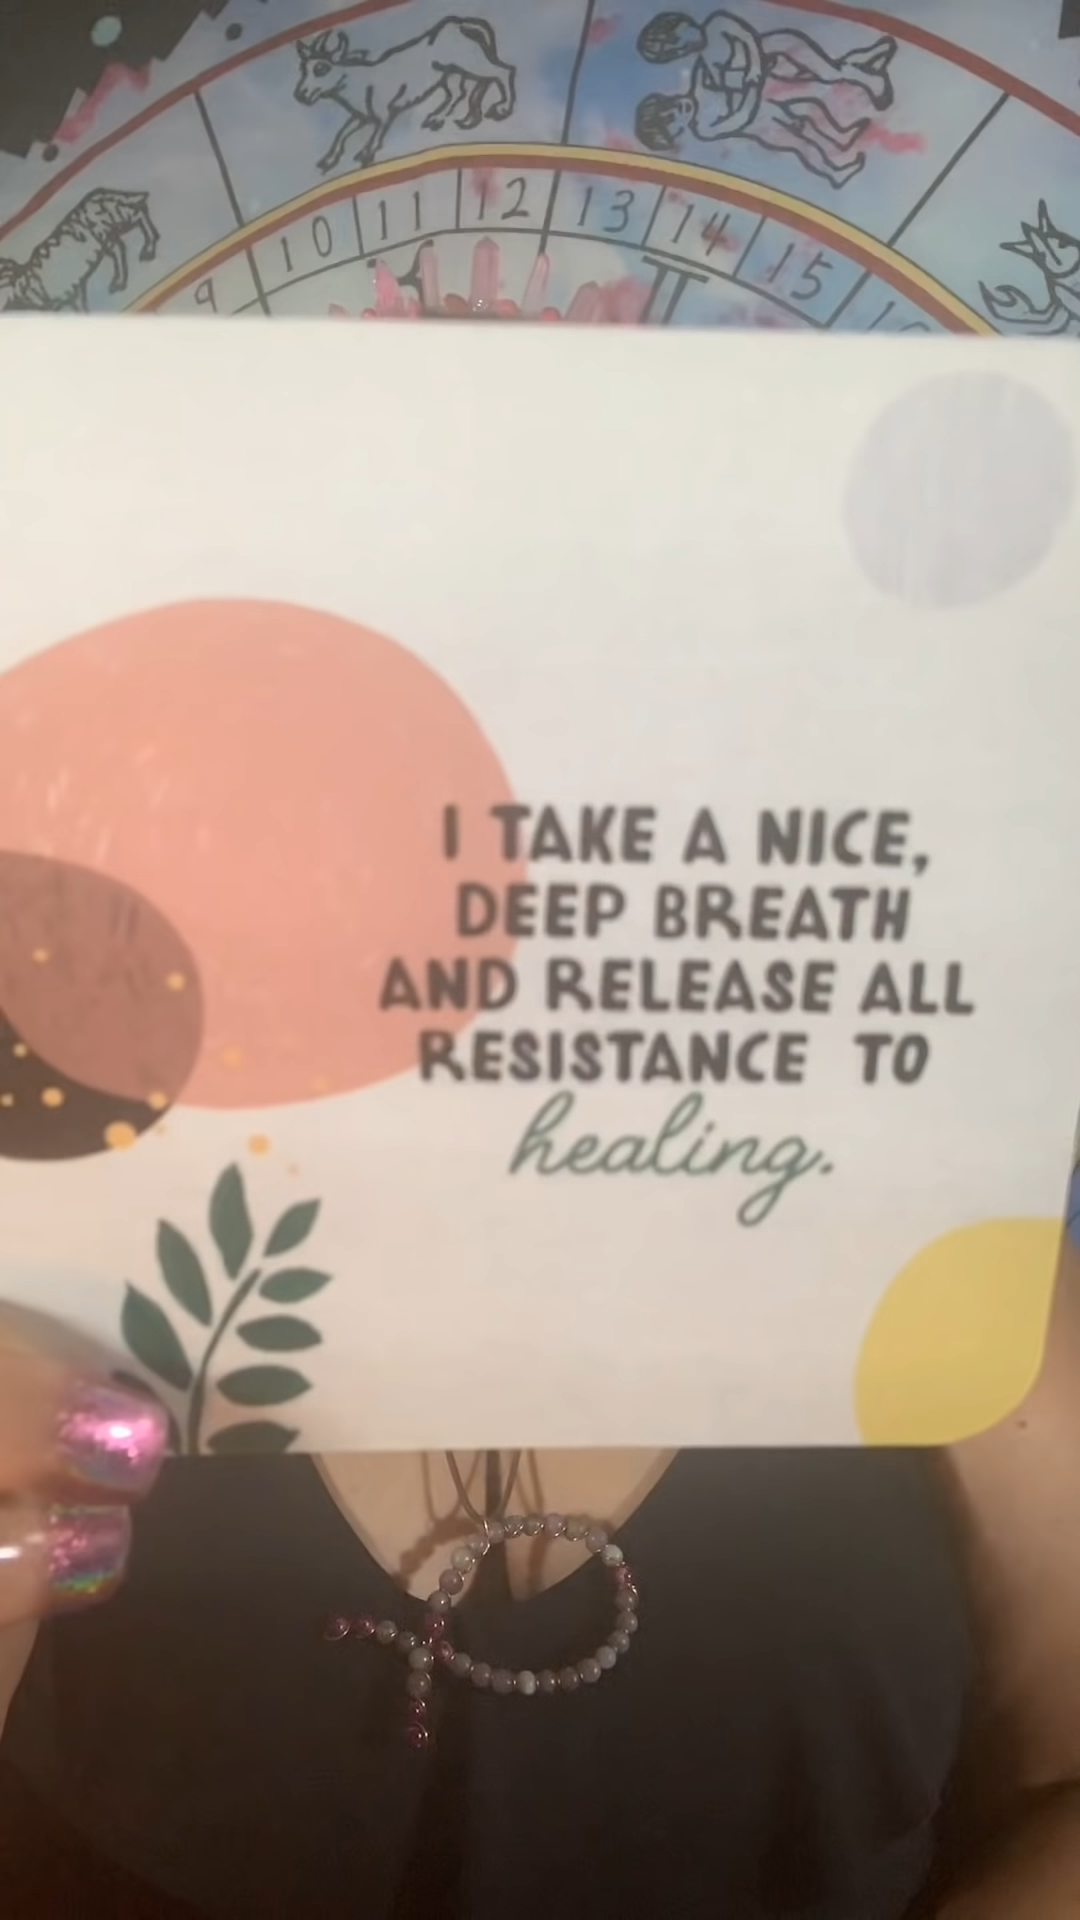 9 10 11 12 13 14 15
I TAKE A NICE,
DEEP BREATH
AND RELEASE ALL
RESISTANCE TO
healing.